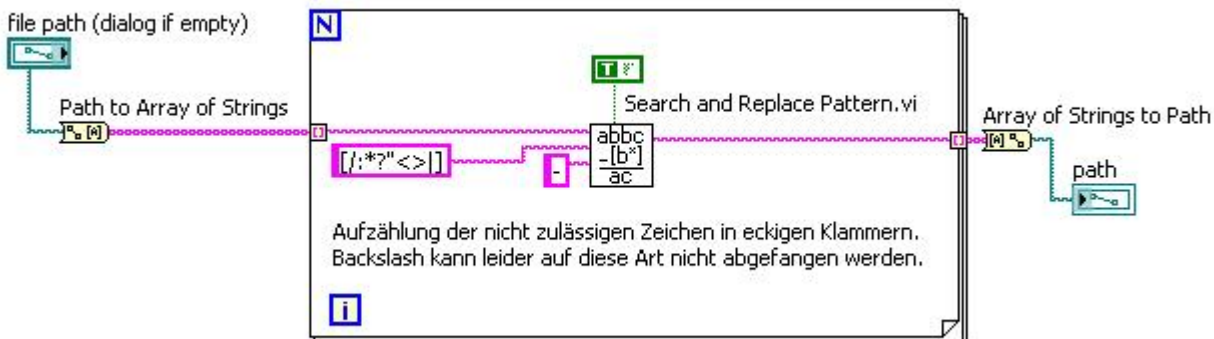 file path (dialog if empty)
N
T
Path to Array of Strings
Search and Replace Pattern.vi
Array of Strings to Path
[A]
abbc
[/:*?"<>|]
-[b*]
-
ac
[A]
path
Aufzählung der nicht zulässigen Zeichen in eckigen Klammern.
Backslash kann leider auf diese Art nicht abgefangen werden.
i